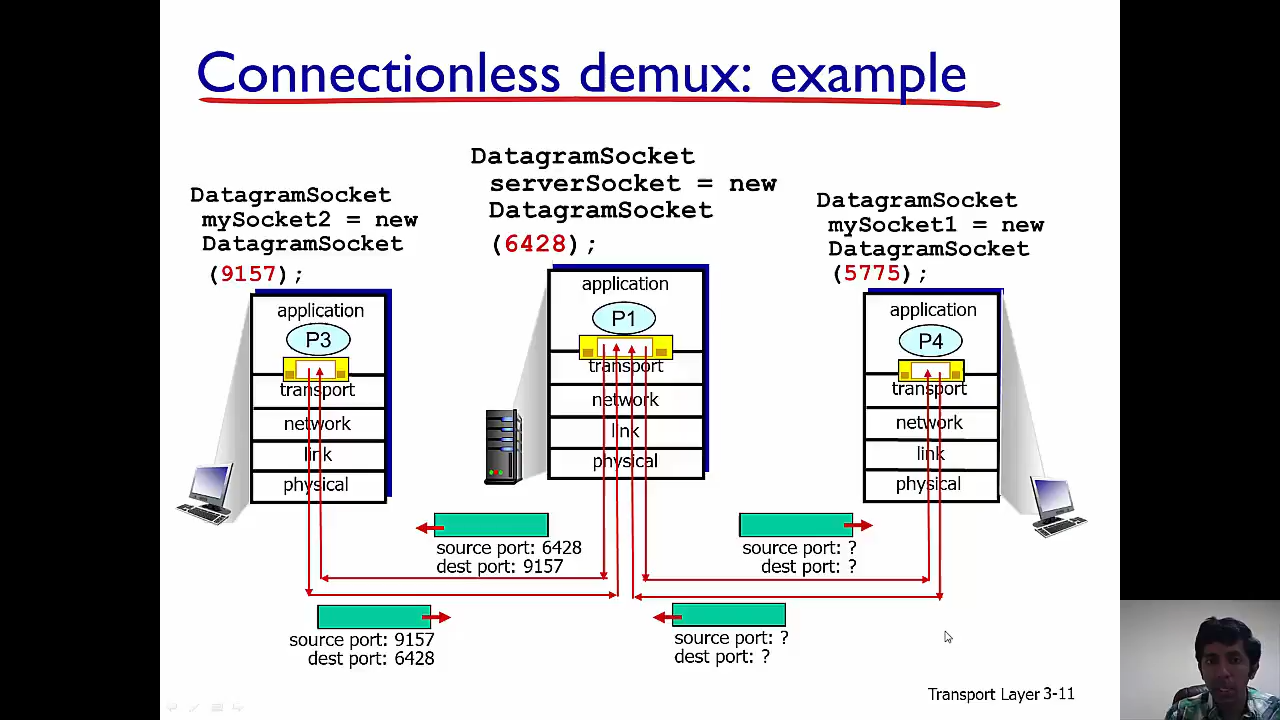 Connectionless demux: example
DatagramSocket
mySocket2 = new
DatagramSocket
(9157);
DatagramSocket
serverSocket = new
DatagramSocket
(6428);
DatagramSocket
mySocket1 = new
DatagramSocket
(5775);
application
P3
transport
network
link
physical
application
P1
transport
network
link
physical
application
P4
transport
network
link
physical
source port: 6428
dest port: 9157
source port: ?
dest port: ?
source port: 9157
dest port: 6428
source port: ?
dest port: ?
Transport Layer 3-11